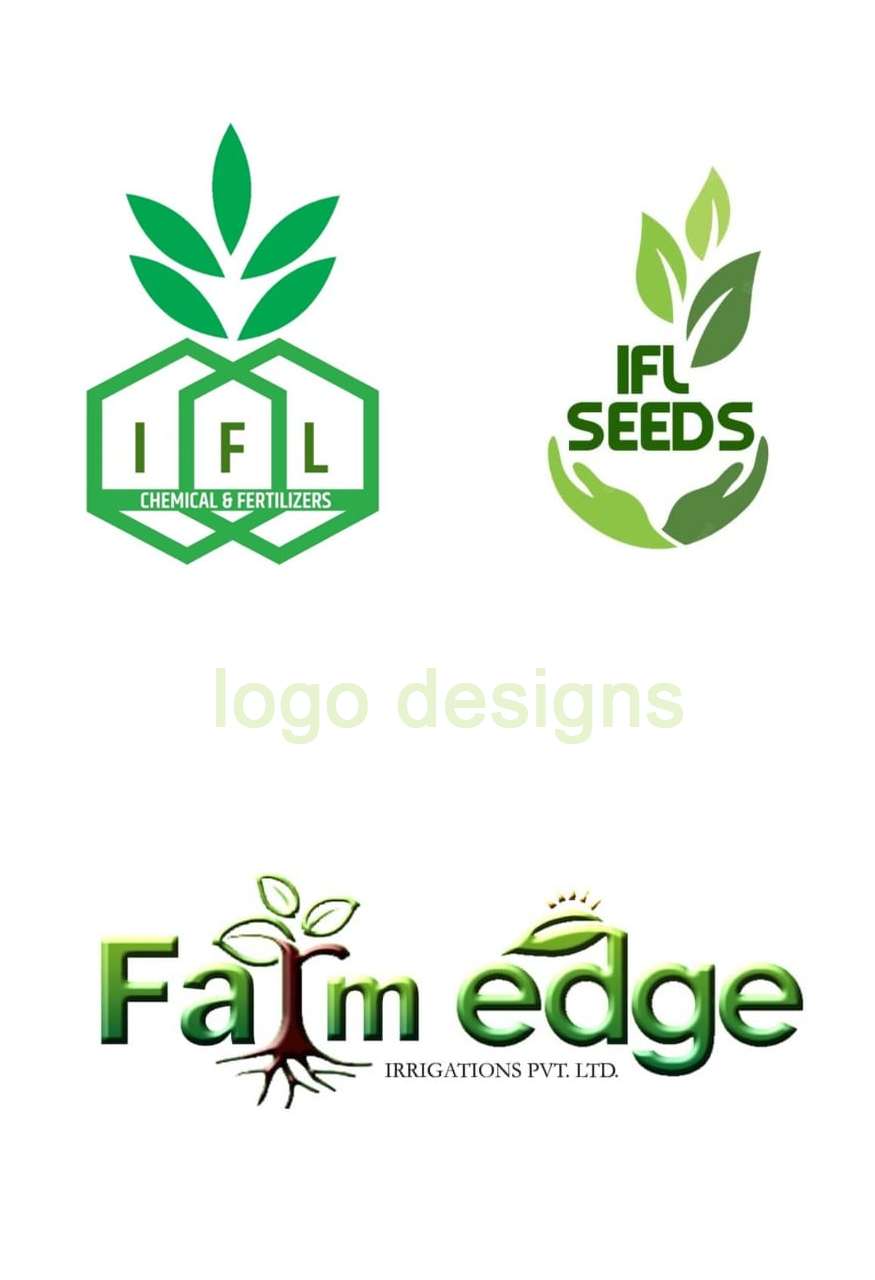 I F L
CHEMICAL & FERTILIZERS
IFL
SEEDS
logo designs
Farm edge
IRRIGATIONS PVT. LTD.